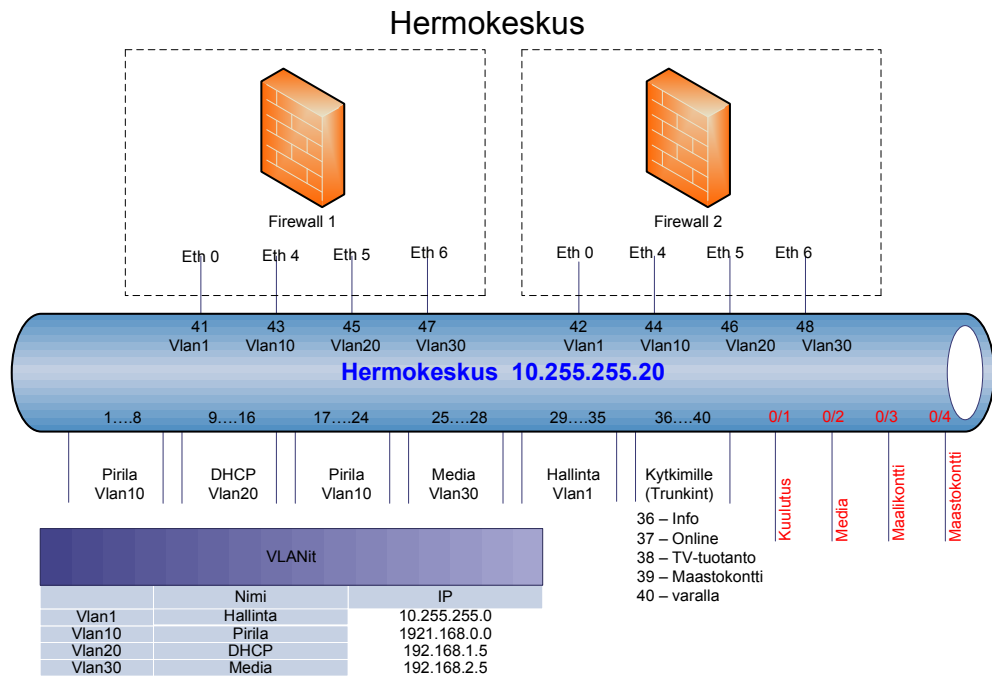 Hermokeskus
Firewall 1
Firewall 2
Eth 0
Eth 4
Eth 5
Eth 6
Eth 0
Eth 4
Eth 5
Eth 6
41
43
45
47
42
44
46
48
Vlan1
Vlan10
Vlan20
Vlan30
Vlan1
Vlan10
Vlan20
Vlan30
Hermokeskus 10.255.255.20
1....8
9....16
17....24
25....28
29....35
36....40
0/1
0/2
0/3
0/4
Pirila
Vlan10
DHCP
Vlan20
Pirila
Vlan10
Media
Vlan30
Hallinta
Vlan1
Kytkimille
(Trunkint)
36 – Info
37 – Online
38 – TV-tuotanto
39 – Maastokontti
40 – varalla
Kuulutus
Media
Maalikontti
Maastokontti
VLANit
Nimi IP
Vlan1 Hallinta 10.255.255.0
Vlan10 Pirila 1921.168.0.0
Vlan20 DHCP 192.168.1.5
Vlan30 Media 192.168.2.5